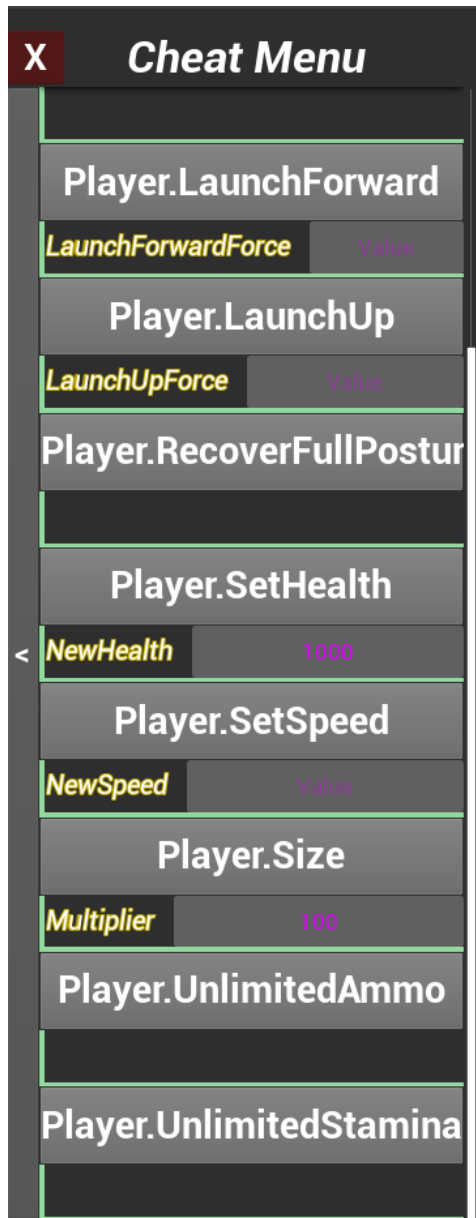 X Cheat Menu
Player.LaunchForward
LaunchForwardForce Value
Player.LaunchUp
LaunchUpForce Value
Player.RecoverFullPostur
Player.SetHealth
< NewHealth 1000
Player.SetSpeed
NewSpeed Value
Player.Size
Multiplier 100
Player.UnlimitedAmmo
Player.UnlimitedStamina